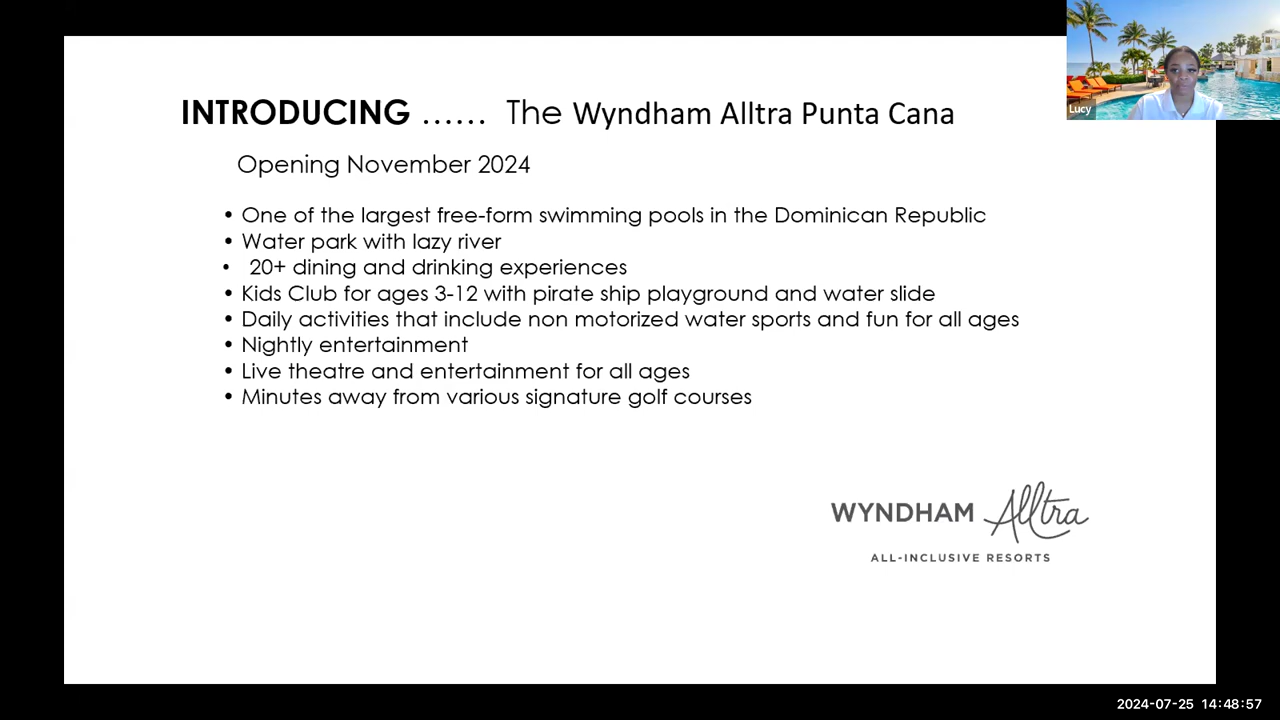 INTRODUCING ...... The Wyndham Alltra Punta Cana
Lucy
Opening November 2024
• One of the largest free-form swimming pools in the Dominican Republic
• Water park with lazy river
• 20+ dining and drinking experiences
• Kids Club for ages 3-12 with pirate ship playground and water slide
• Daily activities that include non motorized water sports and fun for all ages
• Nightly entertainment
• Live theatre and entertainment for all ages
• Minutes away from various signature golf courses
WYNDHAM Alltra
ALL-INCLUSIVE RESORTS
2024-07-25 14:48:57